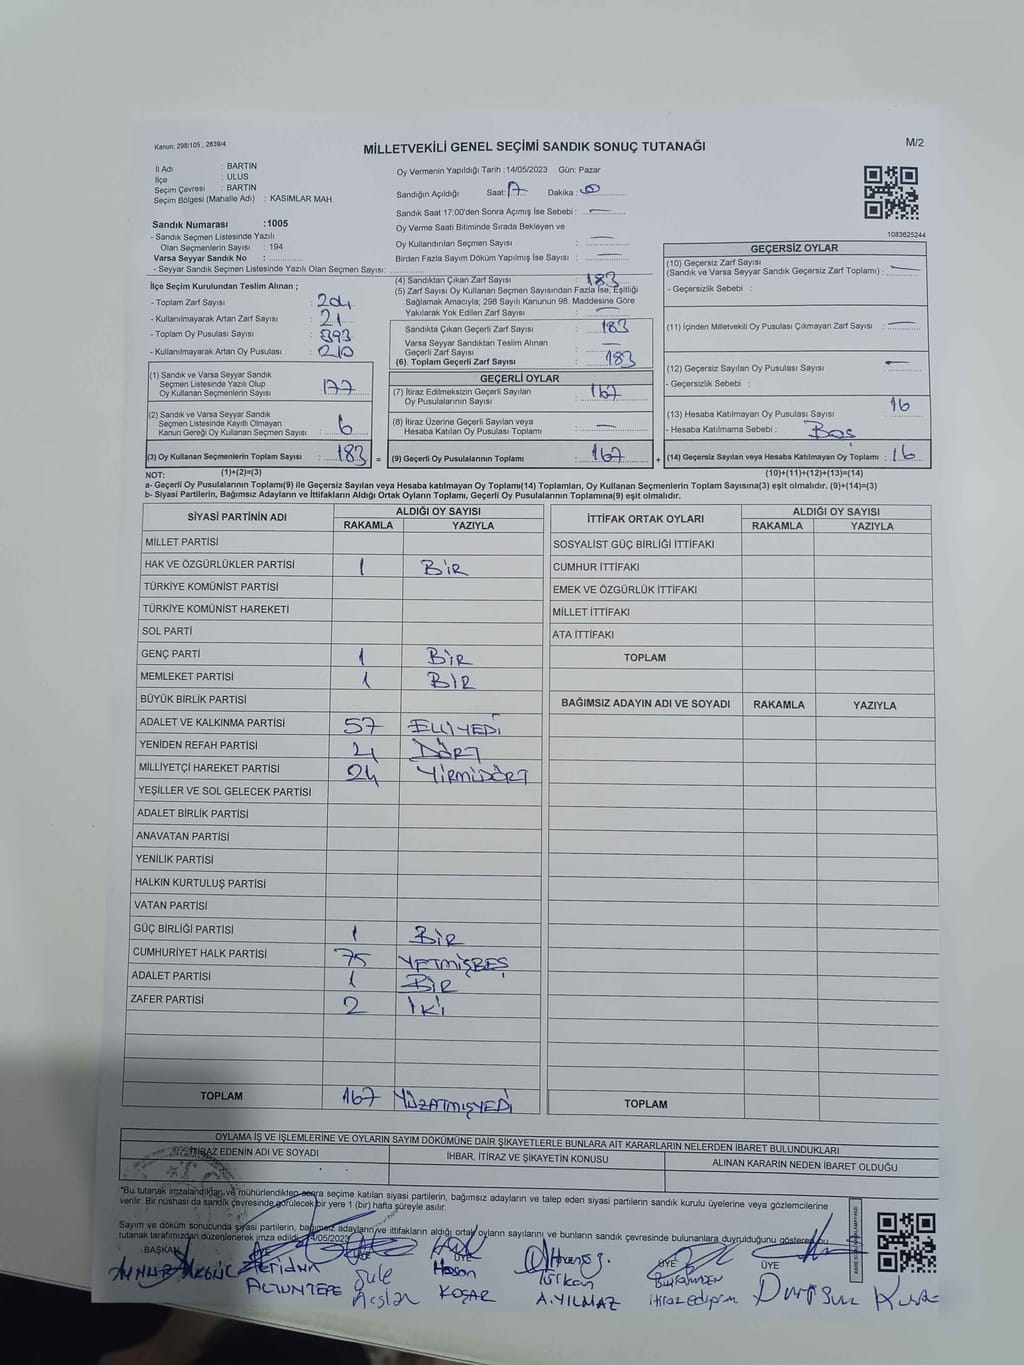 Kanun: 298/105 , 2839/4
MİLLETVEKİLİ GENEL SEÇİMİ SANDIK SONUÇ TUTANAĞI
M/2
İl Adı : BARTIN
İlçe : ULUS
Seçim Çevresi : BARTIN
Seçim Bölgesi (Mahalle Adı) : KASIMLAR MAH.
Sandık Numarası :1005
- Sandık Seçmen Listesinde Yazılı
Olan Seçmenlerin Sayısı : 194
Varsa Seyyar Sandık No :
- Seyyar Sandık Seçmen Listesinde Yazılı Olan Seçmen Sayısı:
Oy Vermenin Yapıldığı Tarih :14/05/2023 Gün: Pazar
Sandığın Açıldığı Saat: 17 Dakika: 00
Sandık Saat 17:00'den Sonra Açımış İse Sebebi : —
Oy Verme Saati Bitiminde Sırada Bekleyen ve
Oy Kullandırılan Seçmen Sayısı : —
Birden Fazla Sayım Döküm Yapılmış İse Sayısı : —
1083625244
İlçe Seçim Kurulundan Teslim Alınan ;
- Toplam Zarf Sayısı : 204
- Kullanılmayarak Artan Zarf Sayısı : 21
- Toplam Oy Pusulası Sayısı : 393
- Kullanılmayarak Artan Oy Pusulası : 210
(1) Sandık ve Varsa Seyyar Sandık
Seçmen Listesinde Yazılı Olup
Oy Kullanan Seçmenlerin Sayısı : 177
(2) Sandık ve Varsa Seyyar Sandık
Seçmen Listesinde Kayıtlı Olmayan
Kanun Gereği Oy Kullanan Seçmen Sayısı : 6
(3) Oy Kullanan Seçmenlerin Toplam Sayısı : 183 =
(4) Sandıktan Çıkan Zarf Sayısı : 183
(5) Zarf Sayısı Oy Kullanan Seçmen Sayısından Fazla İse, Eşitliği
Sağlamak Amacıyla; 298 Sayılı Kanunun 98. Maddesine Göre
Yakılarak Yok Edilen Zarf Sayısı : —
Sandıkta Çıkan Geçerli Zarf Sayısı : 183
Varsa Seyyar Sandıktan Teslim Alınan
Geçerli Zarf Sayısı : —
(6). Toplam Geçerli Zarf Sayısı : 183
GEÇERLİ OYLAR
(7) İtiraz Edilmeksizin Geçerli Sayılan
Oy Pusulalarının Sayısı : 167
(8) İtiraz Üzerine Geçerli Sayılan veya
Hesaba Katılan Oy Pusulası Toplamı : —
(9) Geçerli Oy Pusulalarının Toplamı : 167 +
GEÇERSİZ OYLAR
(10) Geçersiz Zarf Sayısı
(Sandık ve Varsa Seyyar Sandık Geçersiz Zarf Toplamı) : —
- Geçersizlik Sebebi :
(11) İçinden Milletvekili Oy Pusulası Çıkmayan Zarf Sayısı : —
(12) Geçersiz Sayılan Oy Pusulası Sayısı : —
- Geçersizlik Sebebi :
(13) Hesaba Katılmayan Oy Pusulası Sayısı : 16
- Hesaba Katılmama Sebebi : Boş
(14) Geçersiz Sayılan veya Hesaba Katılmayan Oy Toplamı : 16
NOT: (1)+(2)=(3) (10)+(11)+(12)+(13)=(14)
a- Geçerli Oy Pusulalarının Toplamı(9) ile Geçersiz Sayılan veya Hesaba Katılmayan Oy Toplamı(14) Toplamları, Oy Kullanan Seçmenlerin Toplam Sayısına(3) eşit olmalıdır. (9)+(14)=(3)
b- Siyasi Partilerin, Bağımsız Adayların ve İttifakların Aldığı Ortak Oyların Toplamı, Geçerli Oy Pusulalarının Toplamına(9) eşit olmalıdır.
SİYASİ PARTİNİN ADI ALDIĞI OY SAYISI
RAKAMLA YAZIYLA
MİLLET PARTİSİ
HAK VE ÖZGÜRLÜKLER PARTİSİ 1 BİR
TÜRKİYE KOMÜNİST PARTİSİ
TÜRKİYE KOMÜNİST HAREKETİ
SOL PARTİ
GENÇ PARTİ 1 BİR
MEMLEKET PARTİSİ 1 BİR
BÜYÜK BİRLİK PARTİSİ
ADALET VE KALKINMA PARTİSİ 57 ELLİYEDİ
YENİDEN REFAH PARTİSİ 4 DÖRT
MİLLİYETÇİ HAREKET PARTİSİ 24 YİRMİDÖRT
YEŞİLLER VE SOL GELECEK PARTİSİ
ADALET BİRLİK PARTİSİ
ANAVATAN PARTİSİ
YENİLİK PARTİSİ
HALKIN KURTULUŞ PARTİSİ
VATAN PARTİSİ
GÜÇ BİRLİĞİ PARTİSİ 1 BİR
CUMHURİYET HALK PARTİSİ 75 YETMİŞBEŞ
ADALET PARTİSİ 1 BİR
ZAFER PARTİSİ 2 İKİ
TOPLAM 167 YÜZATMIŞYEDİ
İTTİFAK ORTAK OYLARI ALDIĞI OY SAYISI
RAKAMLA YAZIYLA
SOSYALİST GÜÇ BİRLİĞİ İTTİFAKI
CUMHUR İTTİFAKI
EMEK VE ÖZGÜRLÜK İTTİFAKI
MİLLET İTTİFAKI
ATA İTTİFAKI
TOPLAM
BAĞIMSIZ ADAYIN ADI VE SOYADI RAKAMLA YAZIYLA
TOPLAM
OYLAMA İŞ VE İŞLEMLERİNE VE OYLARIN SAYIM DÖKÜMÜNE DAİR ŞİKAYETLERLE BUNLARA AİT KARARLARIN NELERDEN İBARET BULUNDUKLARI
İTİRAZ EDENİN ADI VE SOYADI İHBAR, İTİRAZ VE ŞİKAYETİN KONUSU ALINAN KARARIN NEDEN İBARET OLDUĞU
*Bu tutanak imzalandıktan ve mühürlendikten sonra seçime katılan siyasi partilerin, bağımsız adayların ve talep eden siyasi partilerin sandık kurulu üyelerine veya gözlemcilerine
verilir. Bir nüshası da sandık çevresinde görülecek bir yere 1 (bir) hafta süreyle asılır.
Sayım ve döküm sonucunda siyasi partilerin, bağımsız adayların ve ittifakların aldığı ortak oyların sayılarını ve bunların sandık çevresinde bulunanlara duyrulduğunu gösteren bu
tutanak tarafımızdan düzenlenerek imza edildi. 14/05/2023
BAŞKAN ÜYE ÜYE ÜYE ÜYE ÜYE
ALTUNTEPE
Şule Aslan
Hasan KOŞAR
Türkan A.YILMAZ
Dursun